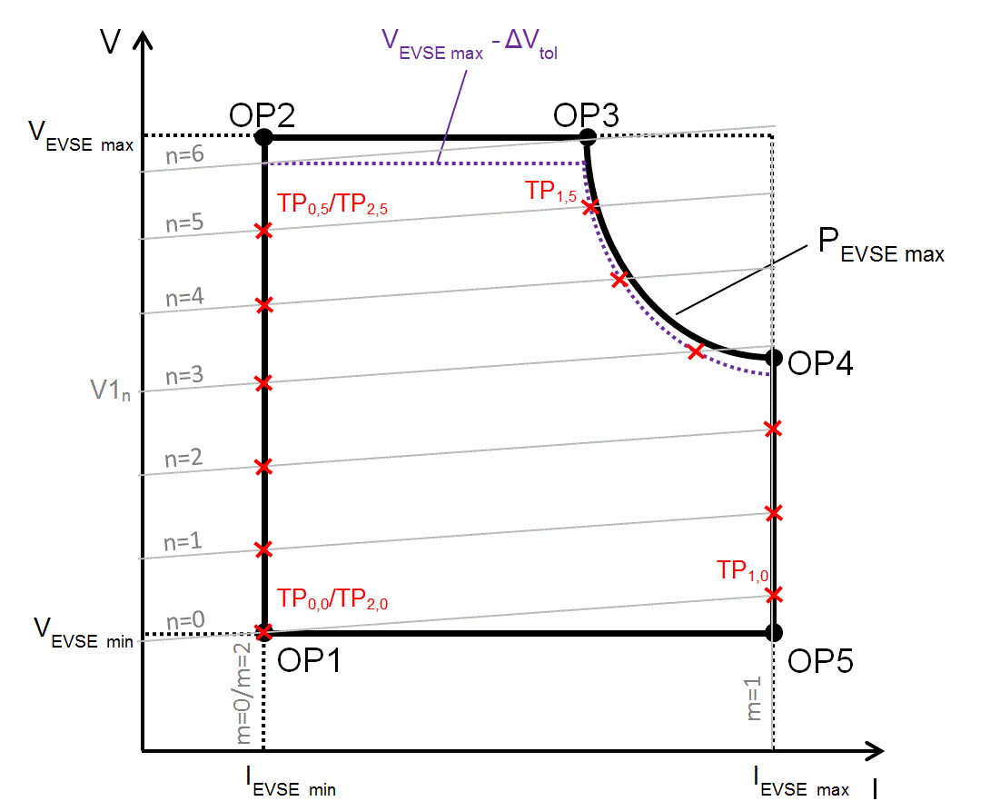 V
V EVSE max - ΔVtol
OP2
OP3
V EVSE max
n=6
TP0,5/TP2,5
TP1,5
n=5
P EVSE max
n=4
OP4
n=3
V1n
n=2
n=1
TP1,0
TP0,0/TP2,0
n=0
V EVSE min
OP1
OP5
m=0/m=2
m=1
I EVSE min
I EVSE max
I